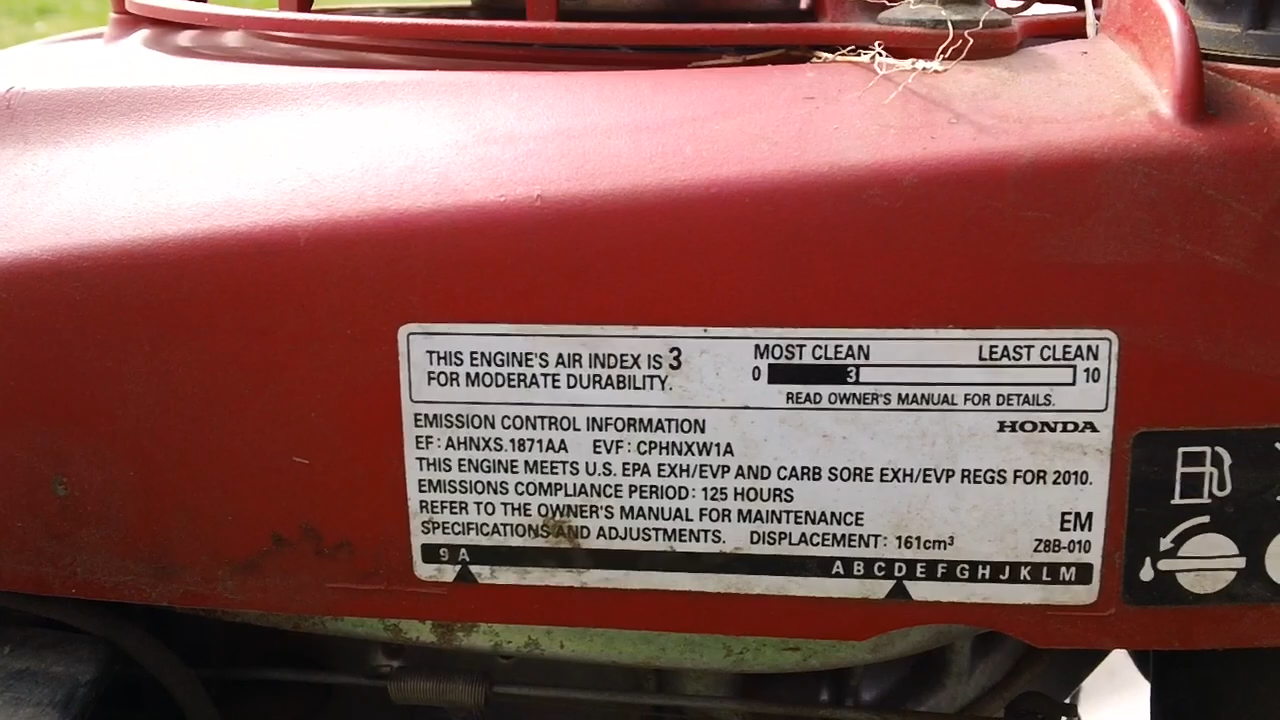 THIS ENGINE'S AIR INDEX IS 3
FOR MODERATE DURABILITY.
MOST CLEAN LEAST CLEAN
0 3 10
READ OWNER'S MANUAL FOR DETAILS.
EMISSION CONTROL INFORMATION
HONDA
EF: AHNXS.1871AA EVF: CPHNXW1A
THIS ENGINE MEETS U.S. EPA EXH/EVP AND CARB SORE EXH/EVP REGS FOR 2010.
EMISSIONS COMPLIANCE PERIOD: 125 HOURS
REFER TO THE OWNER'S MANUAL FOR MAINTENANCE
SPECIFICATIONS AND ADJUSTMENTS. DISPLACEMENT: 161cm³
EM
Z8B-010
9 A
A B C D E F G H J K L M